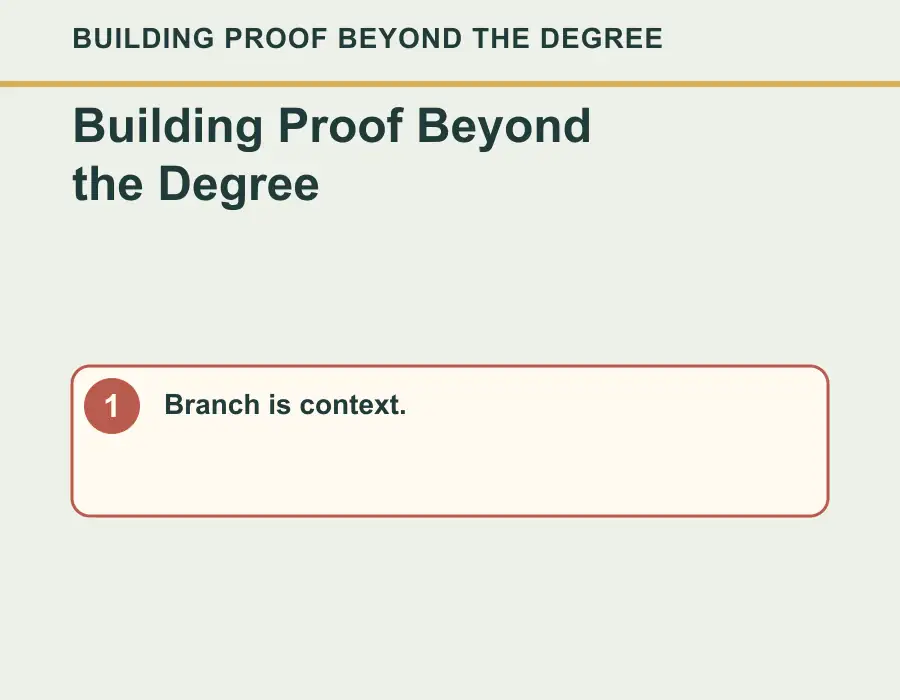 BUILDING PROOF BEYOND THE DEGREE
Building Proof Beyond
the Degree
1
Branch is context.